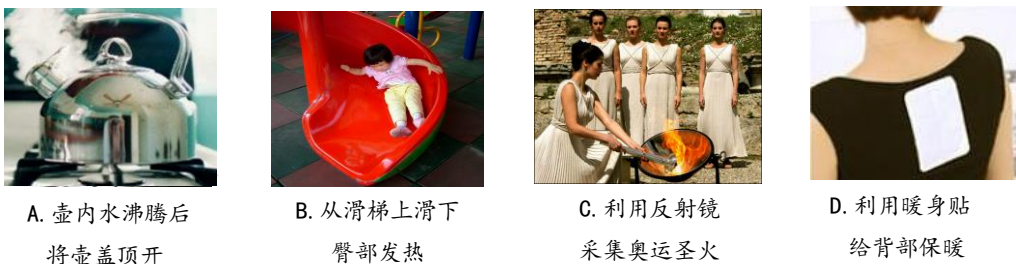 A. 壶内水沸腾后
将壶盖顶开
B. 从滑梯上滑下
臀部发热
C. 利用反射镜
采集奥运圣火
D. 利用暖身贴
给背部保暖